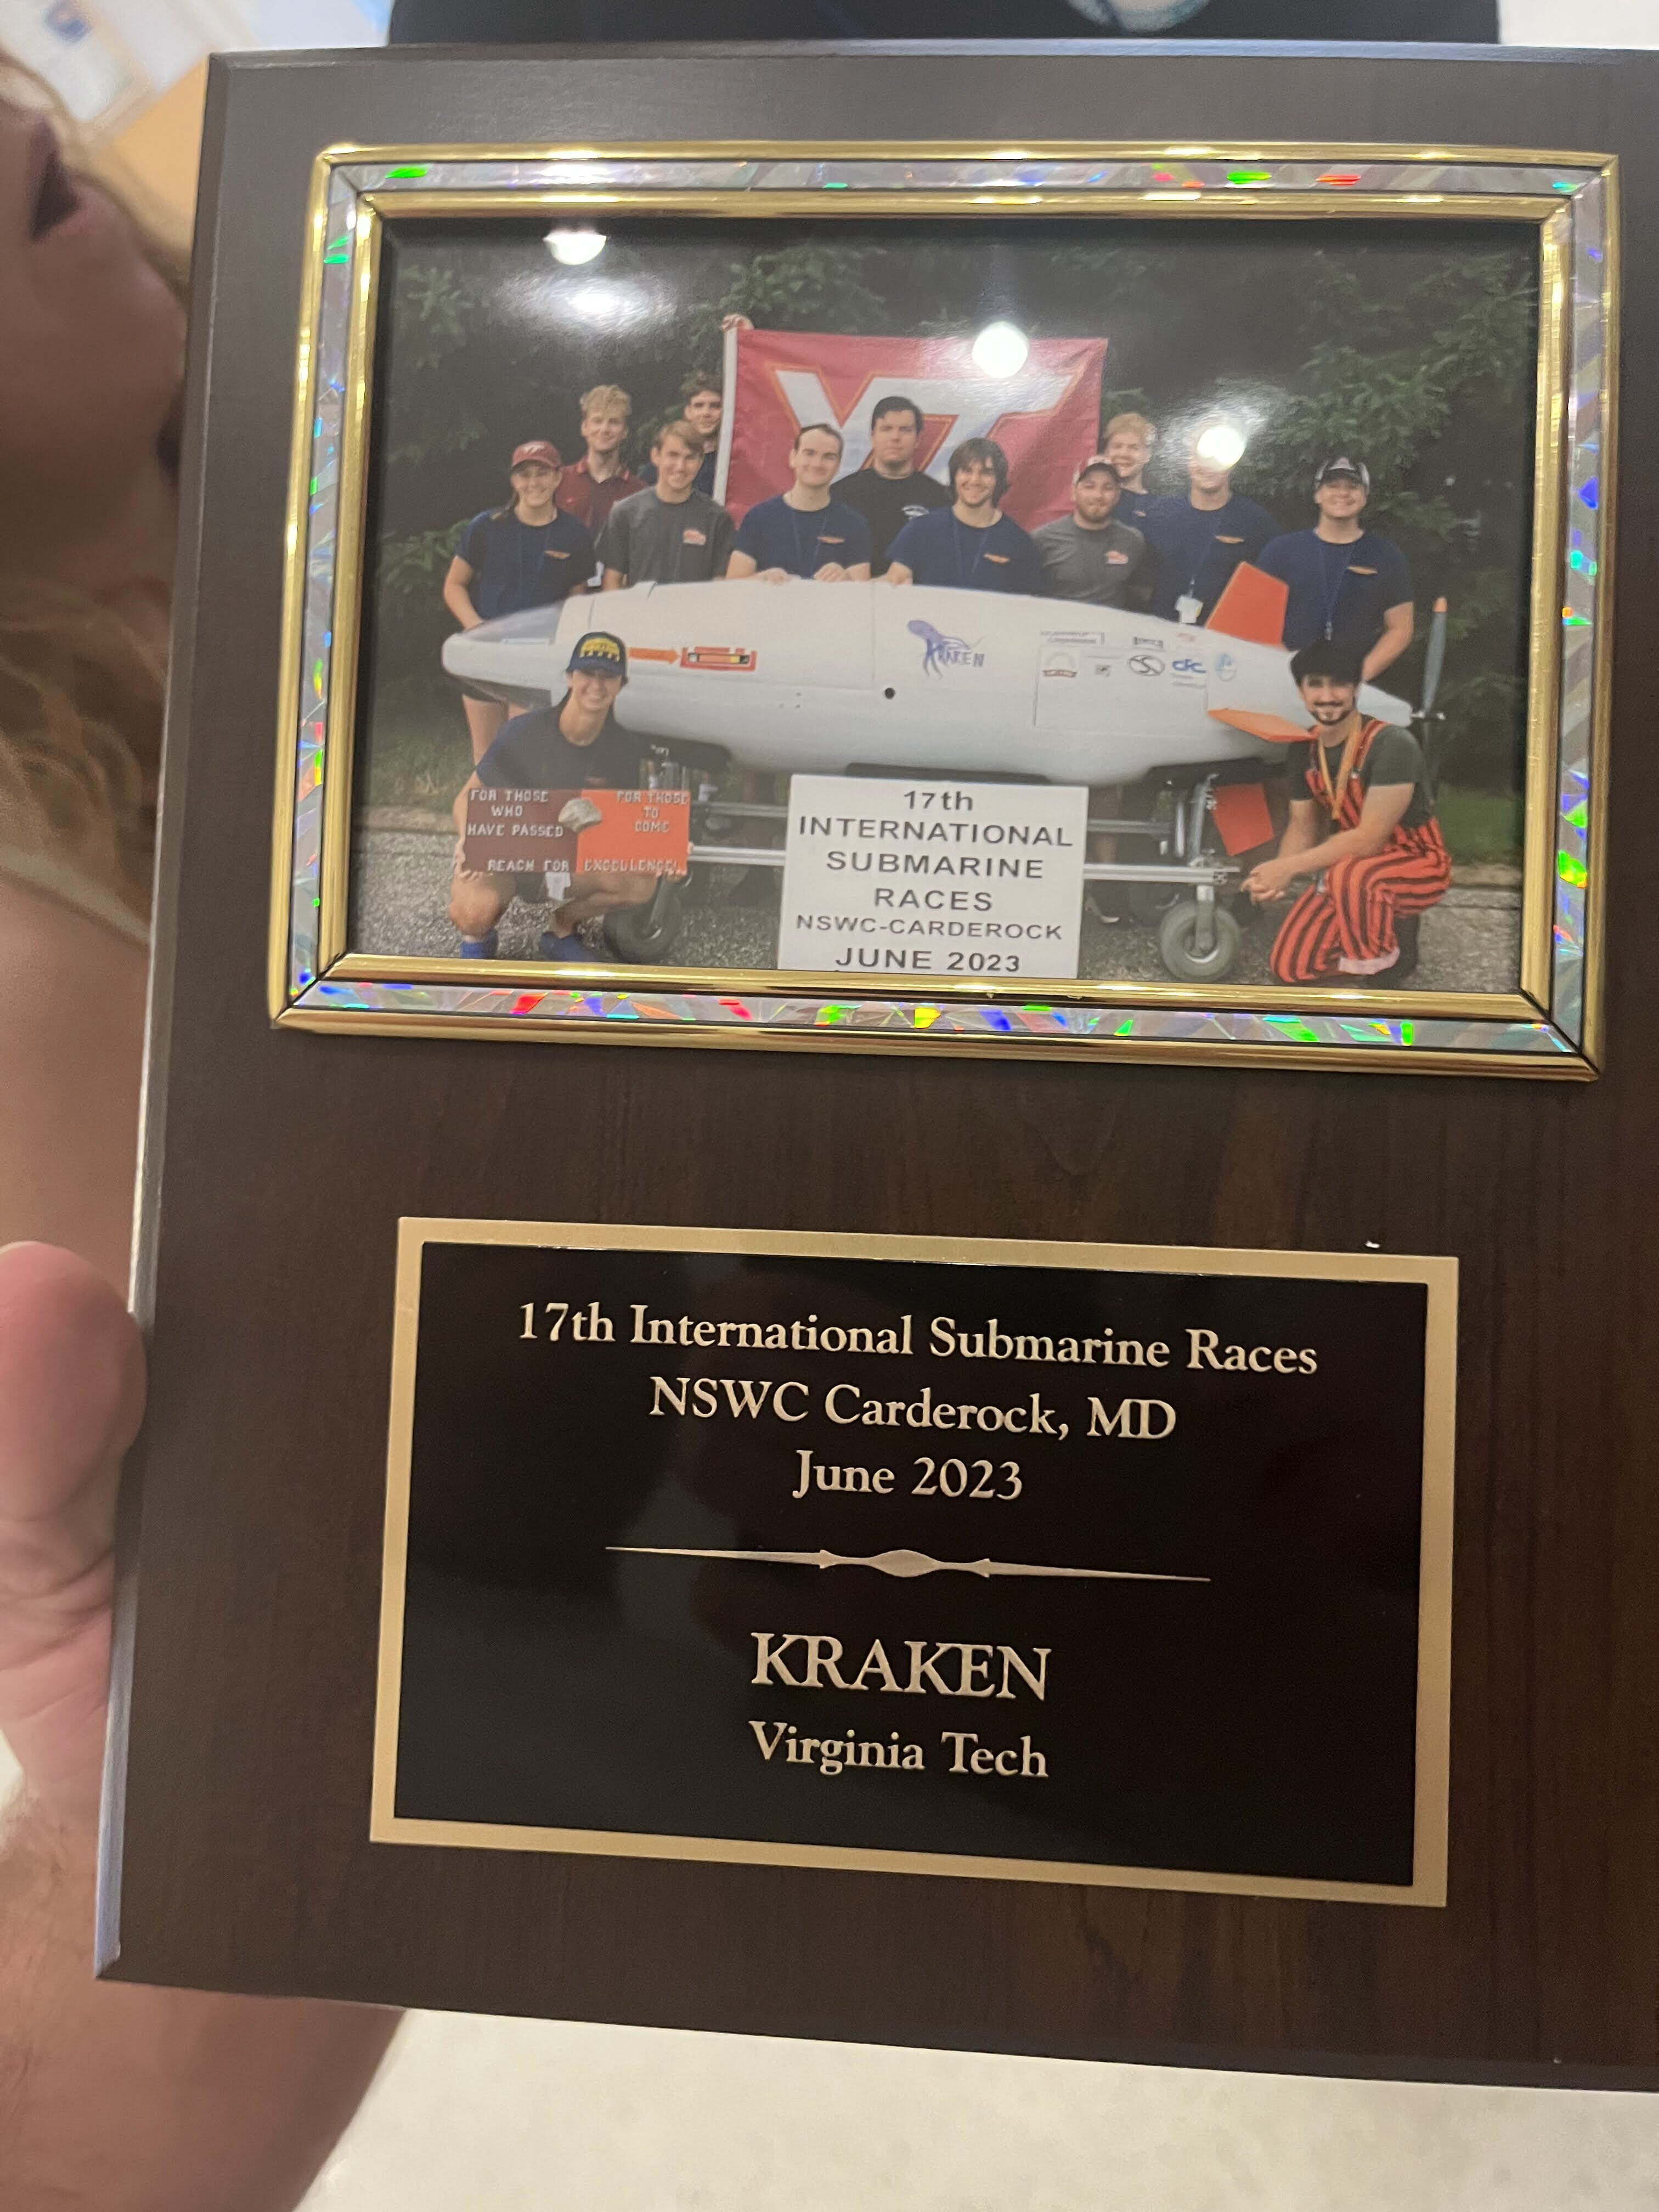 VT
KRAKEN
CFC
FOR THOSE
WHO
HAVE PASSED
FOR THOSE
TO
COME
REACH FOR EXCELLENCE!
17th
INTERNATIONAL
SUBMARINE
RACES
NSWC-CARDEROCK
JUNE 2023
17th International Submarine Races
NSWC Carderock, MD
June 2023
KRAKEN
Virginia Tech